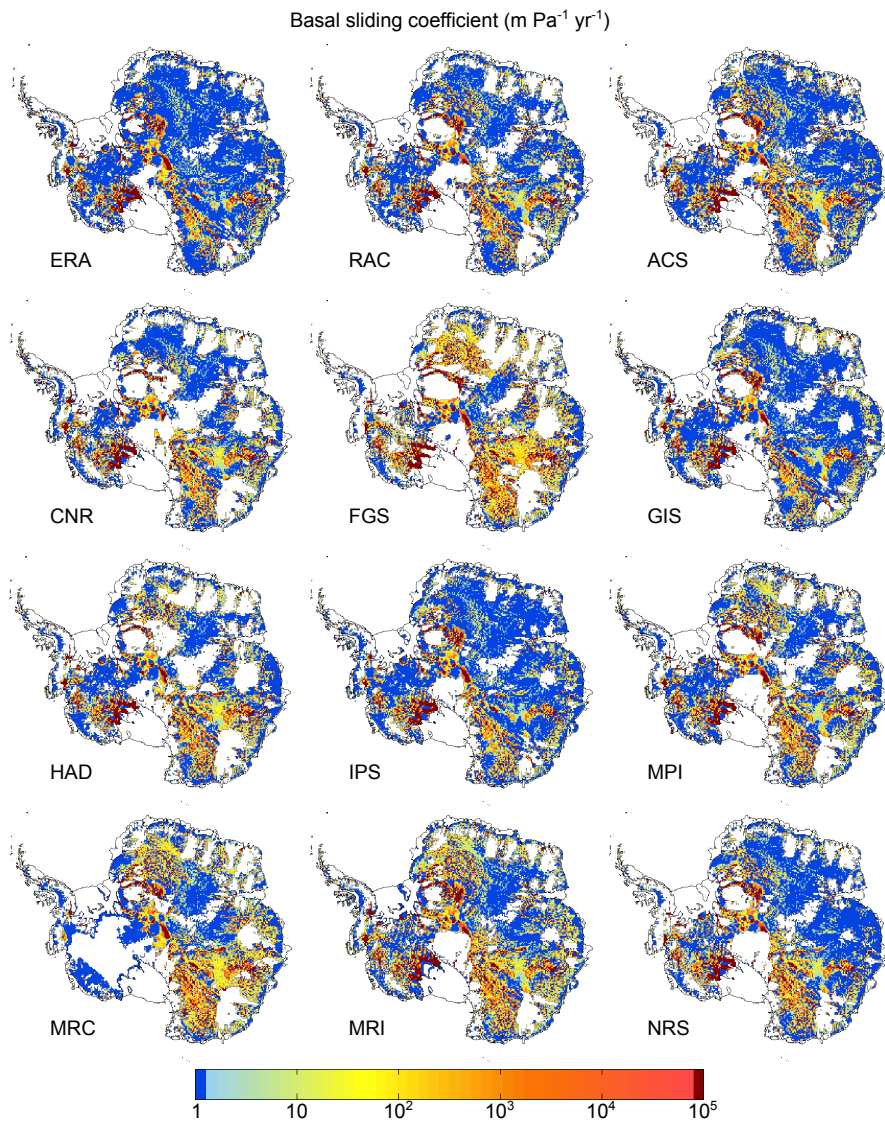 Basal sliding coefficient (m Pa⁻¹ yr⁻¹)
ERA RAC ACS
CNR FGS GIS
HAD IPS MPI
MRC MRI NRS
1 10 10² 10³ 10⁴ 10⁵